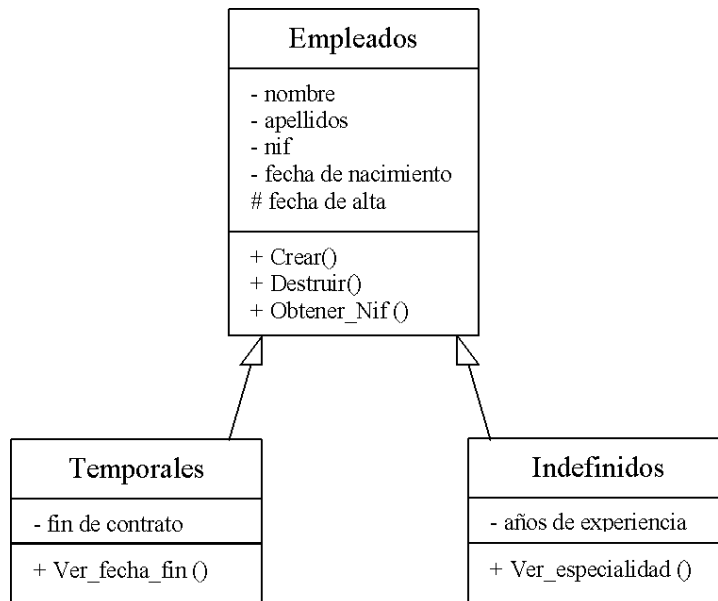 Empleados
- nombre
- apellidos
- nif
- fecha de nacimiento
# fecha de alta
+ Crear()
+ Destruir()
+ Obtener_Nif ()
Temporales
- fin de contrato
+ Ver_fecha_fin ()
Indefinidos
- años de experiencia
+ Ver_especialidad ()